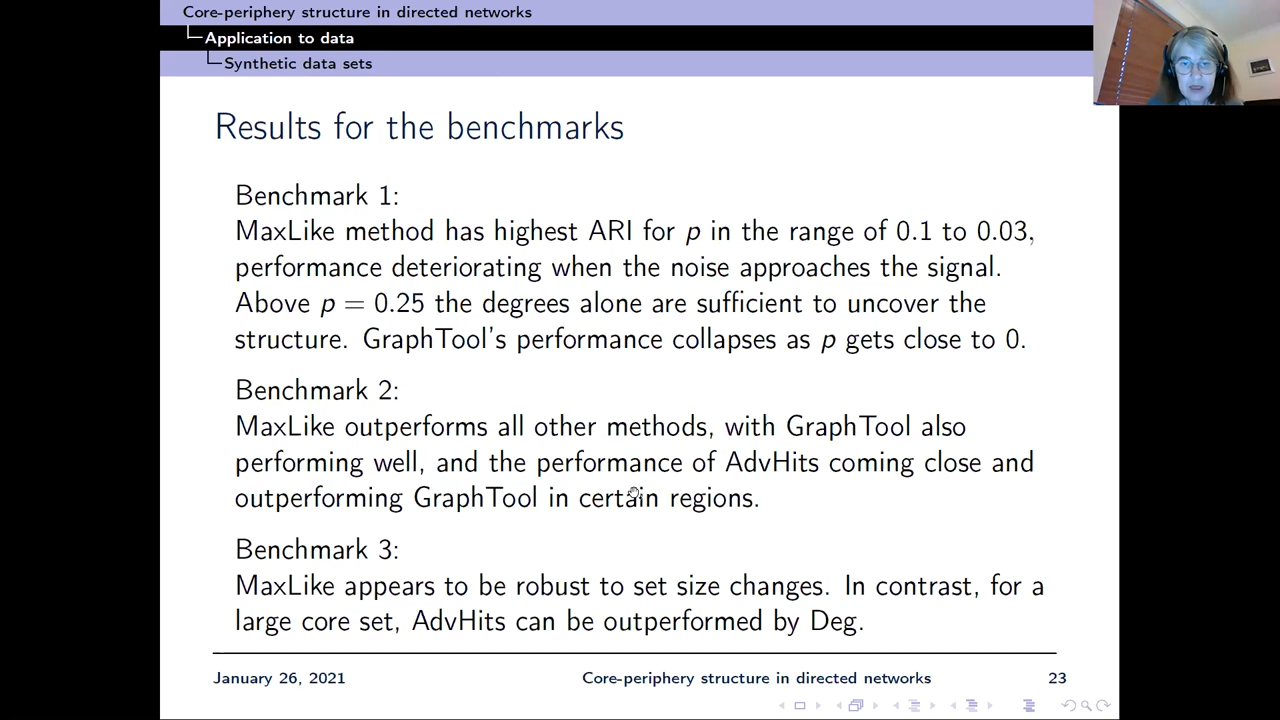 Core-periphery structure in directed networks
Application to data
Synthetic data sets
Results for the benchmarks
Benchmark 1:
MaxLike method has highest ARI for p in the range of 0.1 to 0.03,
performance deteriorating when the noise approaches the signal.
Above p = 0.25 the degrees alone are sufficient to uncover the
structure. GraphTool's performance collapses as p gets close to 0.
Benchmark 2:
MaxLike outperforms all other methods, with GraphTool also
performing well, and the performance of AdvHits coming close and
outperforming GraphTool in certain regions.
Benchmark 3:
MaxLike appears to be robust to set size changes. In contrast, for a
large core set, AdvHits can be outperformed by Deg.
January 26, 2021 Core-periphery structure in directed networks 23